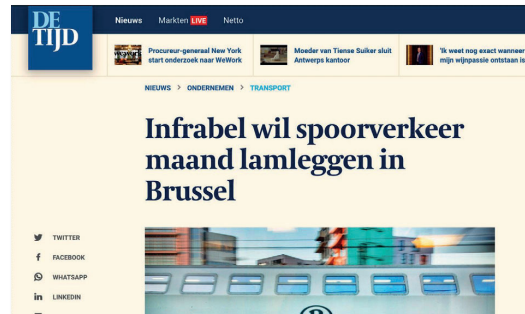 DE
TIJD
Nieuws Markten LIVE Netto
wework
Procureur-generaal New York
start onderzoek naar WeWork
Moeder van Tiense Suiker sluit
Antwerps kantoor
'Ik weet nog exact wanneer
mijn wijnpassie ontstaan is
NIEUWS > ONDERNEMEN > TRANSPORT
Infrabel wil spoorverkeer
maand lamleggen in
Brussel
TWITTER
FACEBOOK
WHATSAPP
in LINKEDIN
B